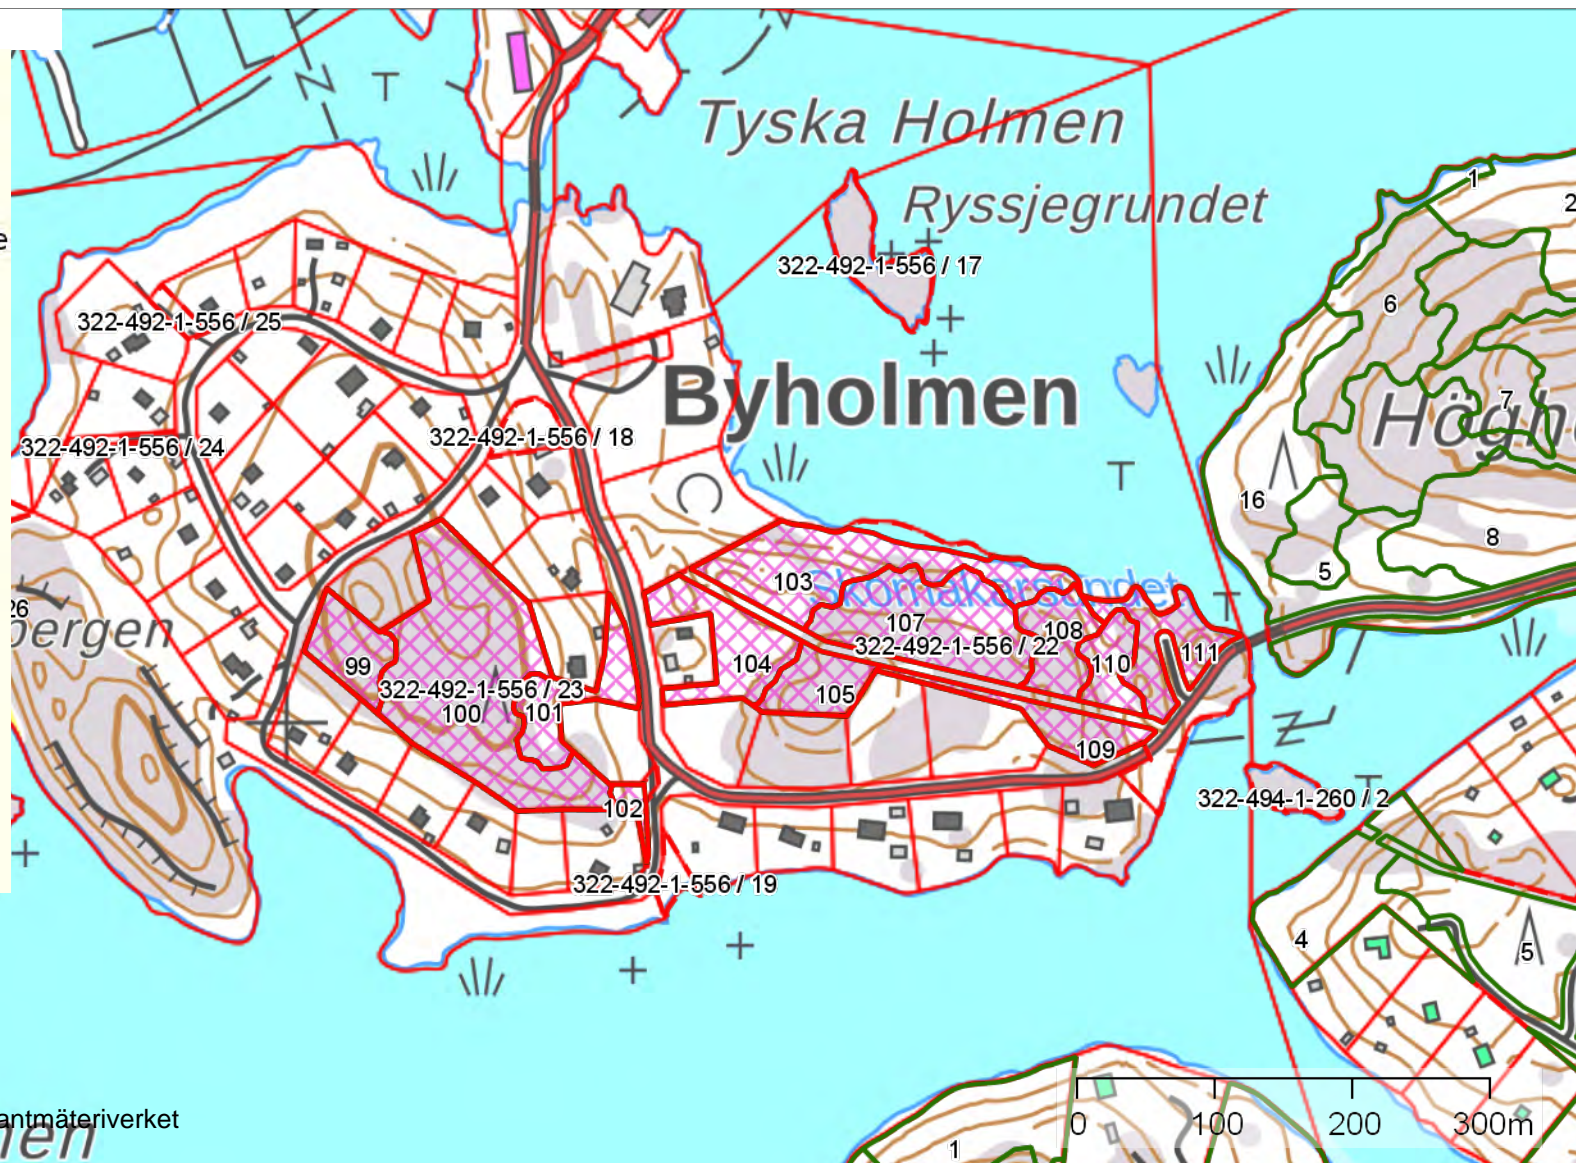 Tyska Holmen
Ryssjegrundet
1
2
e
322-492-1-556 / 17
6
322-492-1-556 / 25
Byholmen
7
Högh
322-492-1-556 / 18
322-492-1-556 / 24
16
8
5
103
Skomakarsundet
26
bergen
107
108
322-492-1-556 / 22
99
104
110
111
322-492-1-556 / 23
105
100
101
109
322-494-1-260 / 2
102
322-492-1-556 / 19
4
5
antmäteriverket
men
1
0 100 200 300m